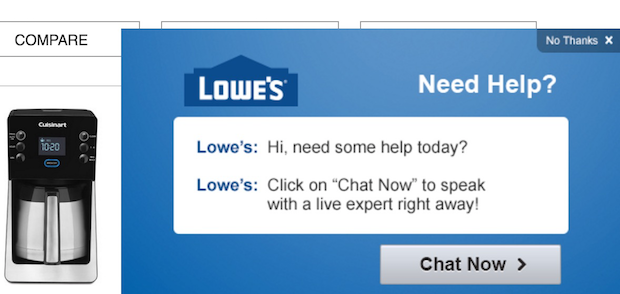 COMPARE
No Thanks ×
LOWE'S
Need Help?
Lowe's: Hi, need some help today?
Lowe's: Click on “Chat Now” to speak
with a live expert right away!
Cuisinart
10:20
Chat Now >